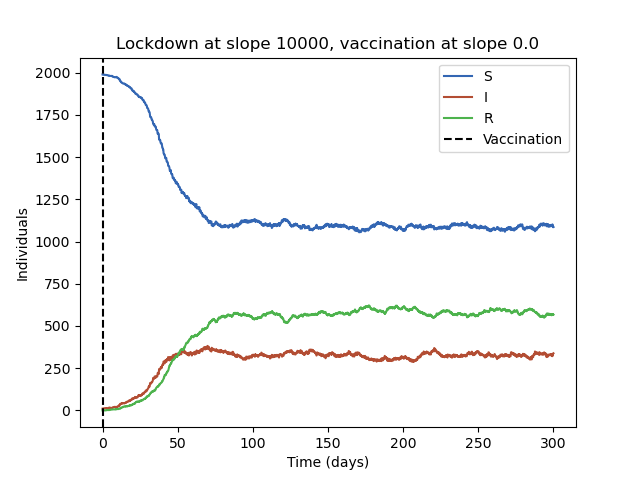 Lockdown at slope 10000, vaccination at slope 0.0
S
I
R
Vaccination
Individuals
2000
1750
1500
1250
1000
750
500
250
0
0 50 100 150 200 250 300
Time (days)